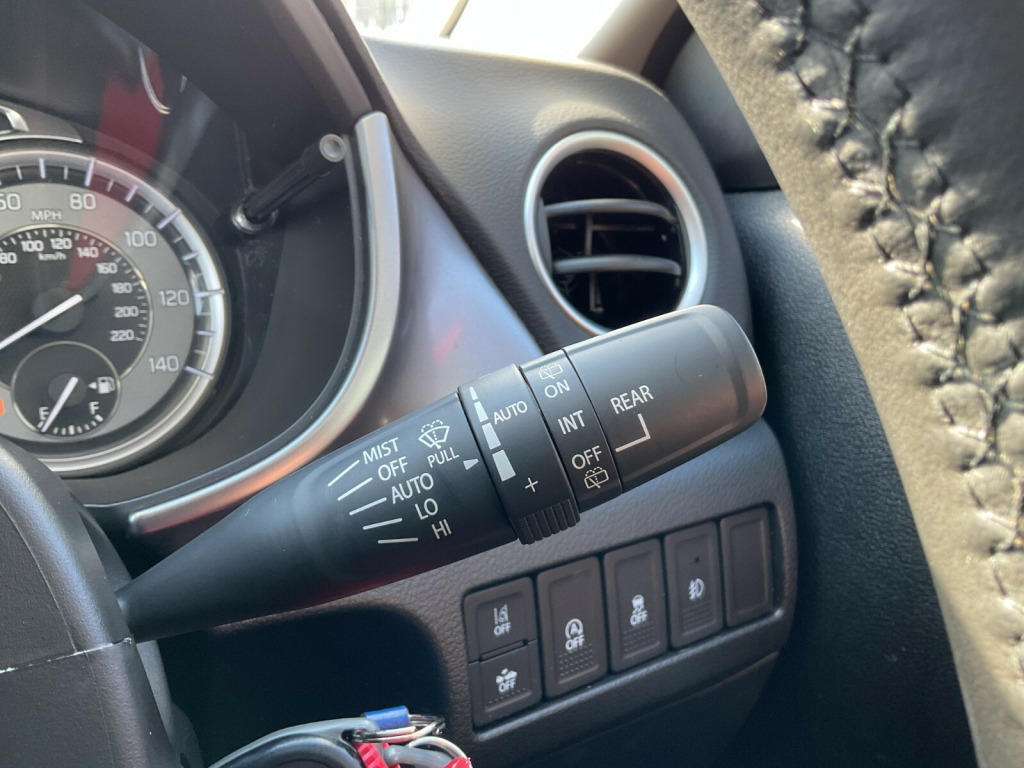 80
MPH
100
80
100
120
140
km/h
160
180
200
220
120
140
E
F
MIST
OFF
AUTO
LO
HI
PULL
AUTO
+
ON
INT
OFF
REAR
OFF
OFF
OFF
OFF